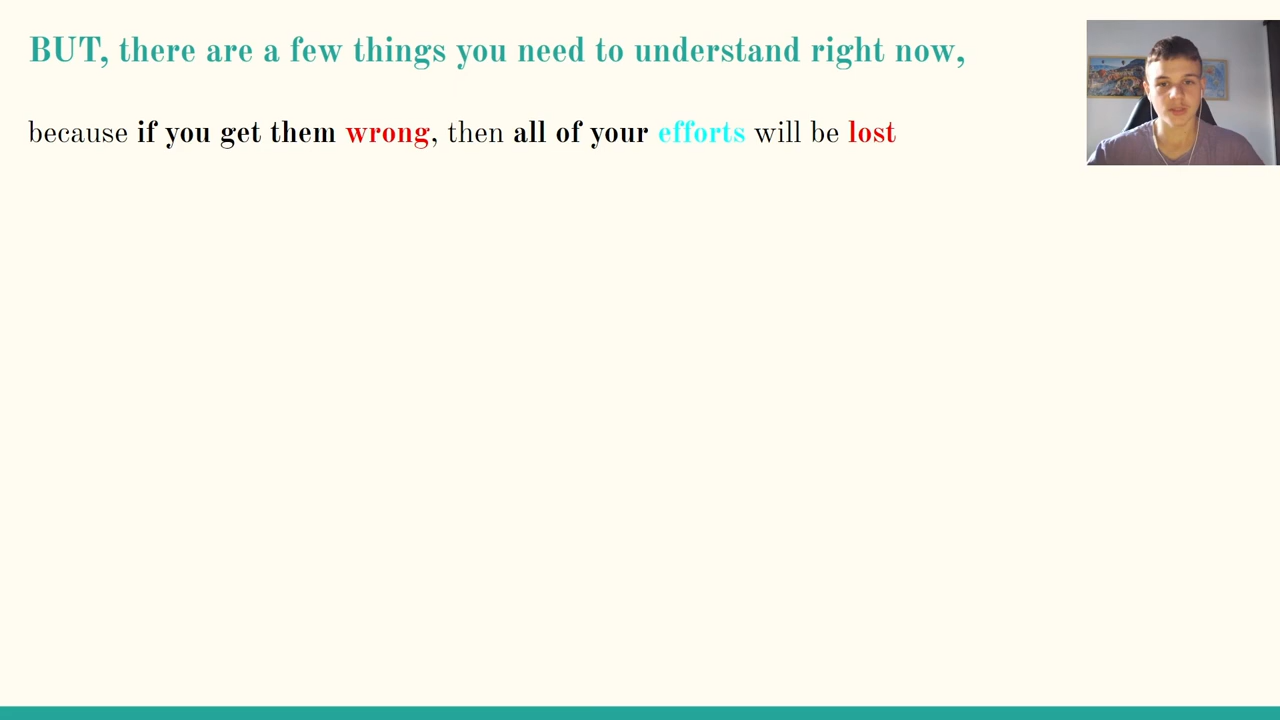 BUT, there are a few things you need to understand right now,
because if you get them wrong, then all of your efforts will be lost